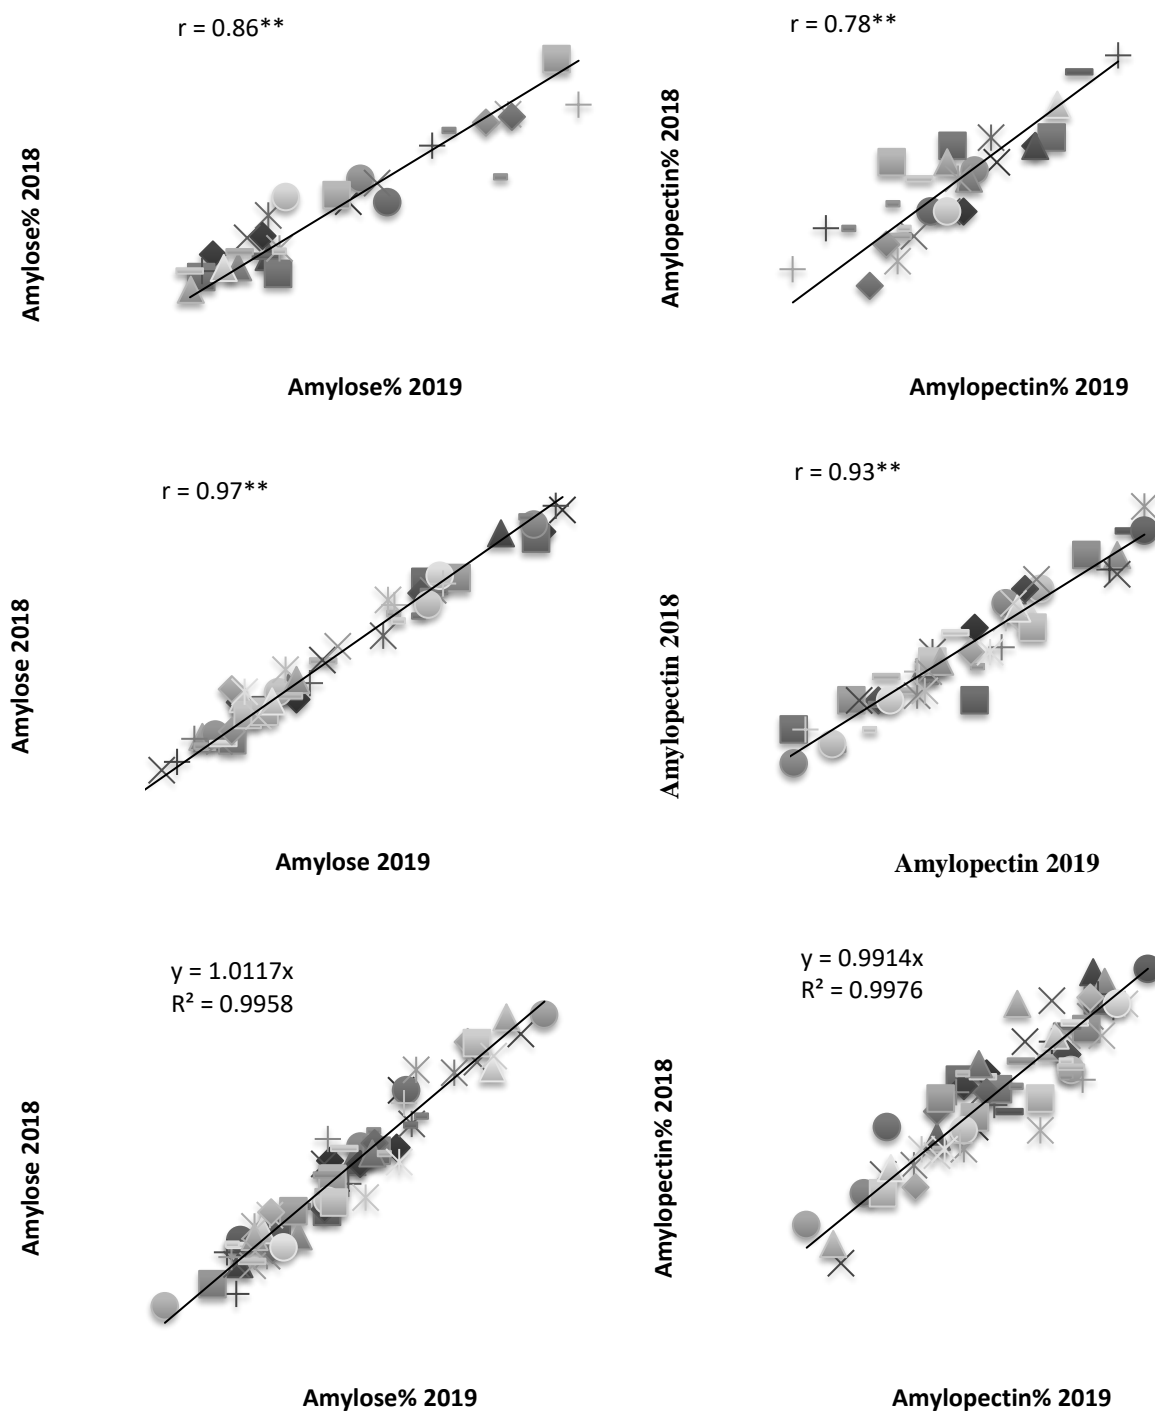 r = 0.86**
Amylose% 2018
Amylose% 2019
r = 0.78**
Amylopectin% 2018
Amylopectin% 2019
r = 0.97**
Amylose 2018
Amylose 2019
r = 0.93**
Amylopectin 2018
Amylopectin 2019
y = 1.0117x
R² = 0.9958
Amylose 2018
Amylose% 2019
y = 0.9914x
R² = 0.9976
Amylopectin% 2018
Amylopectin% 2019